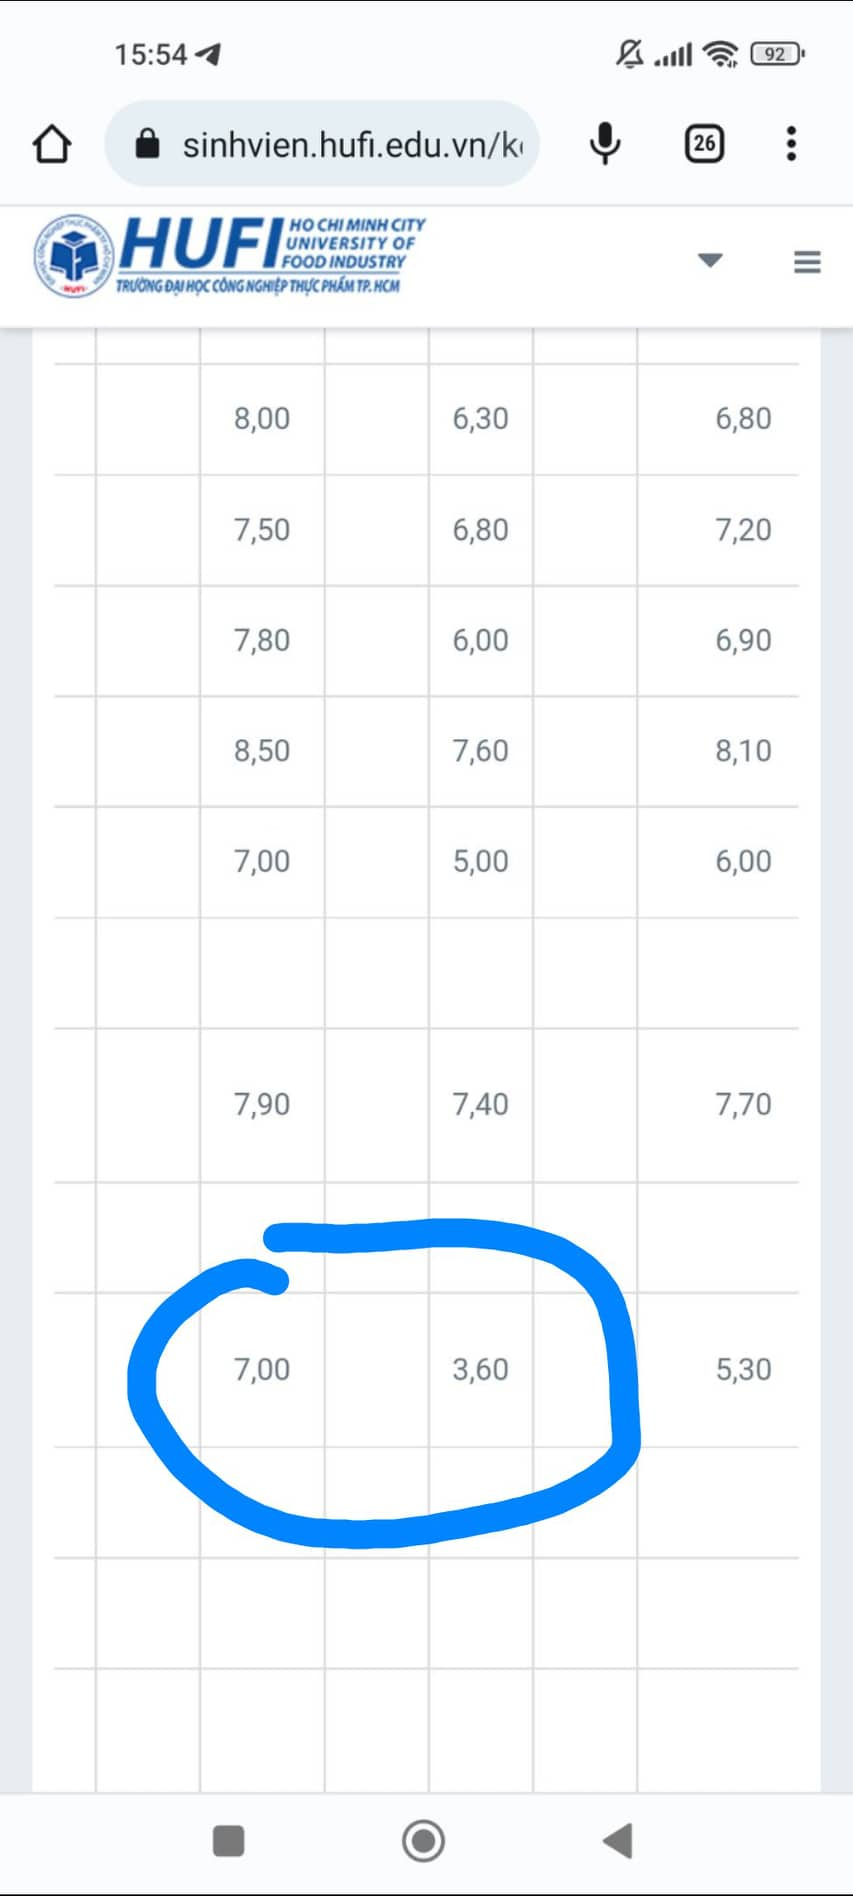 15:54
92
sinhvien.hufi.edu.vn/k
26
HUFI
HO CHI MINH CITY
UNIVERSITY OF
FOOD INDUSTRY
TRƯỜNG ĐẠI HỌC CÔNG NGHIỆP THỰC PHẨM TP. HCM
HUFI
8,00 6,30 6,80
7,50 6,80 7,20
7,80 6,00 6,90
8,50 7,60 8,10
7,00 5,00 6,00
7,90 7,40 7,70
7,00 3,60 5,30